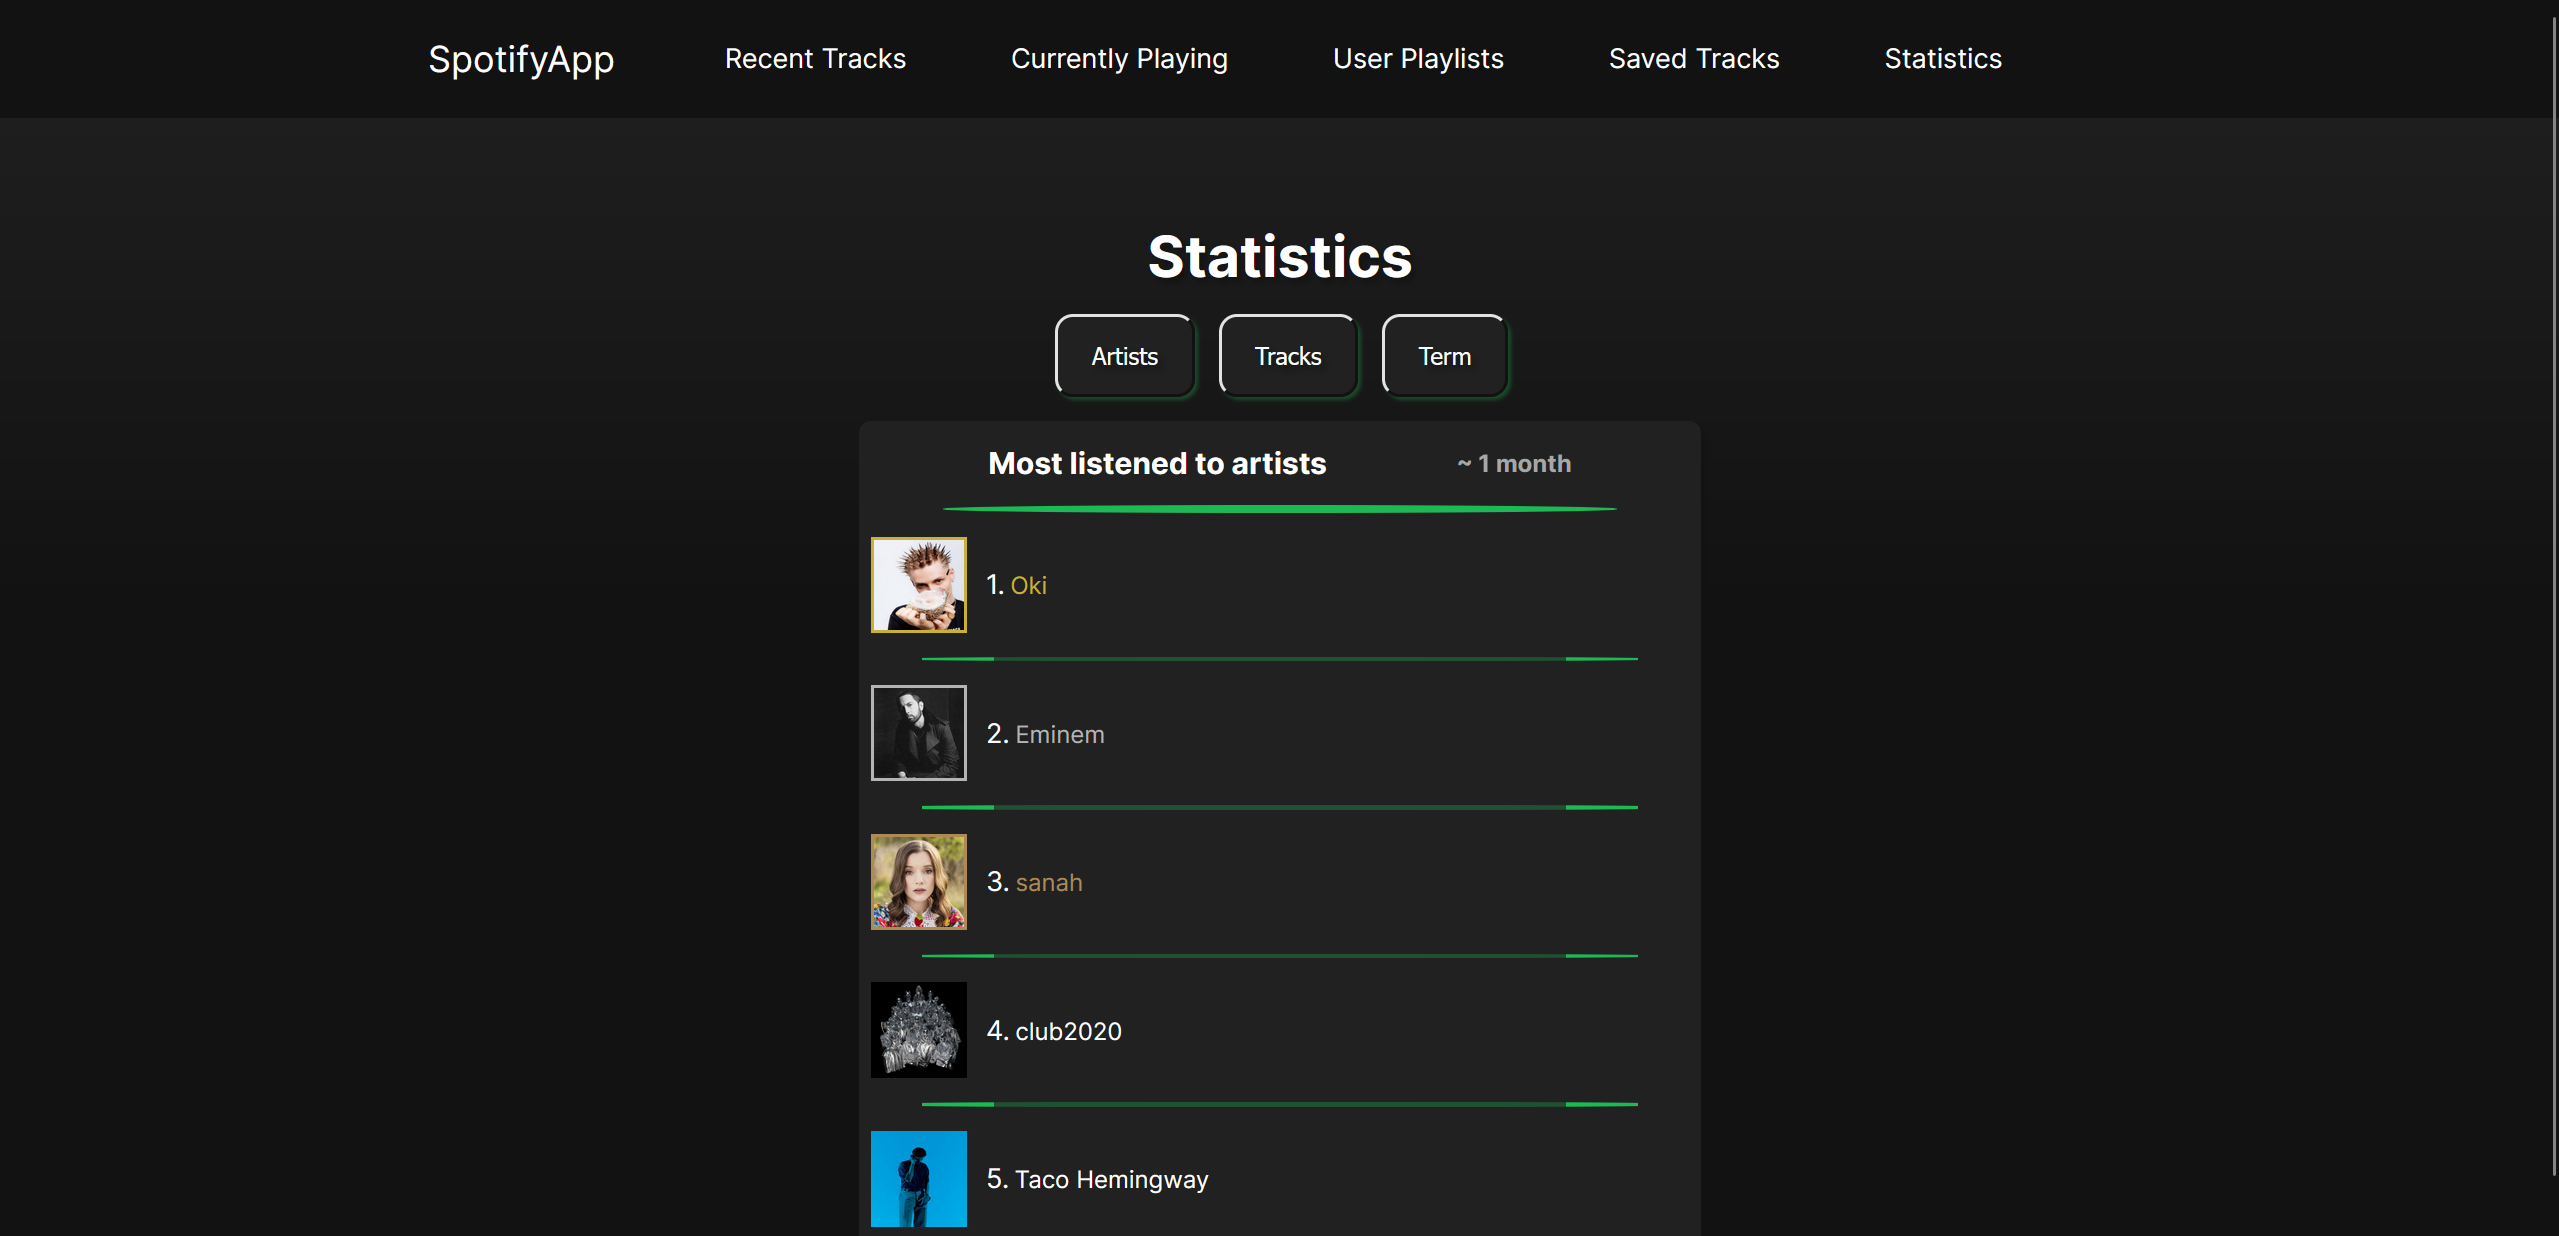 SpotifyApp Recent Tracks Currently Playing User Playlists Saved Tracks Statistics
Statistics
Artists Tracks Term
Most listened to artists ~ 1 month
1. Oki
2. Eminem
3. sanah
4. club2020
5. Taco Hemingway